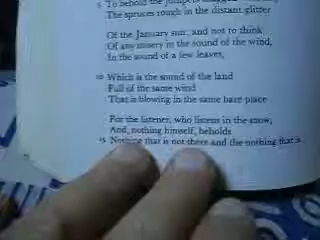 5 To behold the junipers shagged
The spruces rough in the distant glitter
Of the January sun; and not to think
Of any misery in the sound of the wind,
In the sound of a few leaves,
10 Which is the sound of the land
Full of the same wind
That is blowing in the same bare place
For the listener, who listens in the snow,
And, nothing himself, beholds
15 Nothing that is not there and the nothing that is